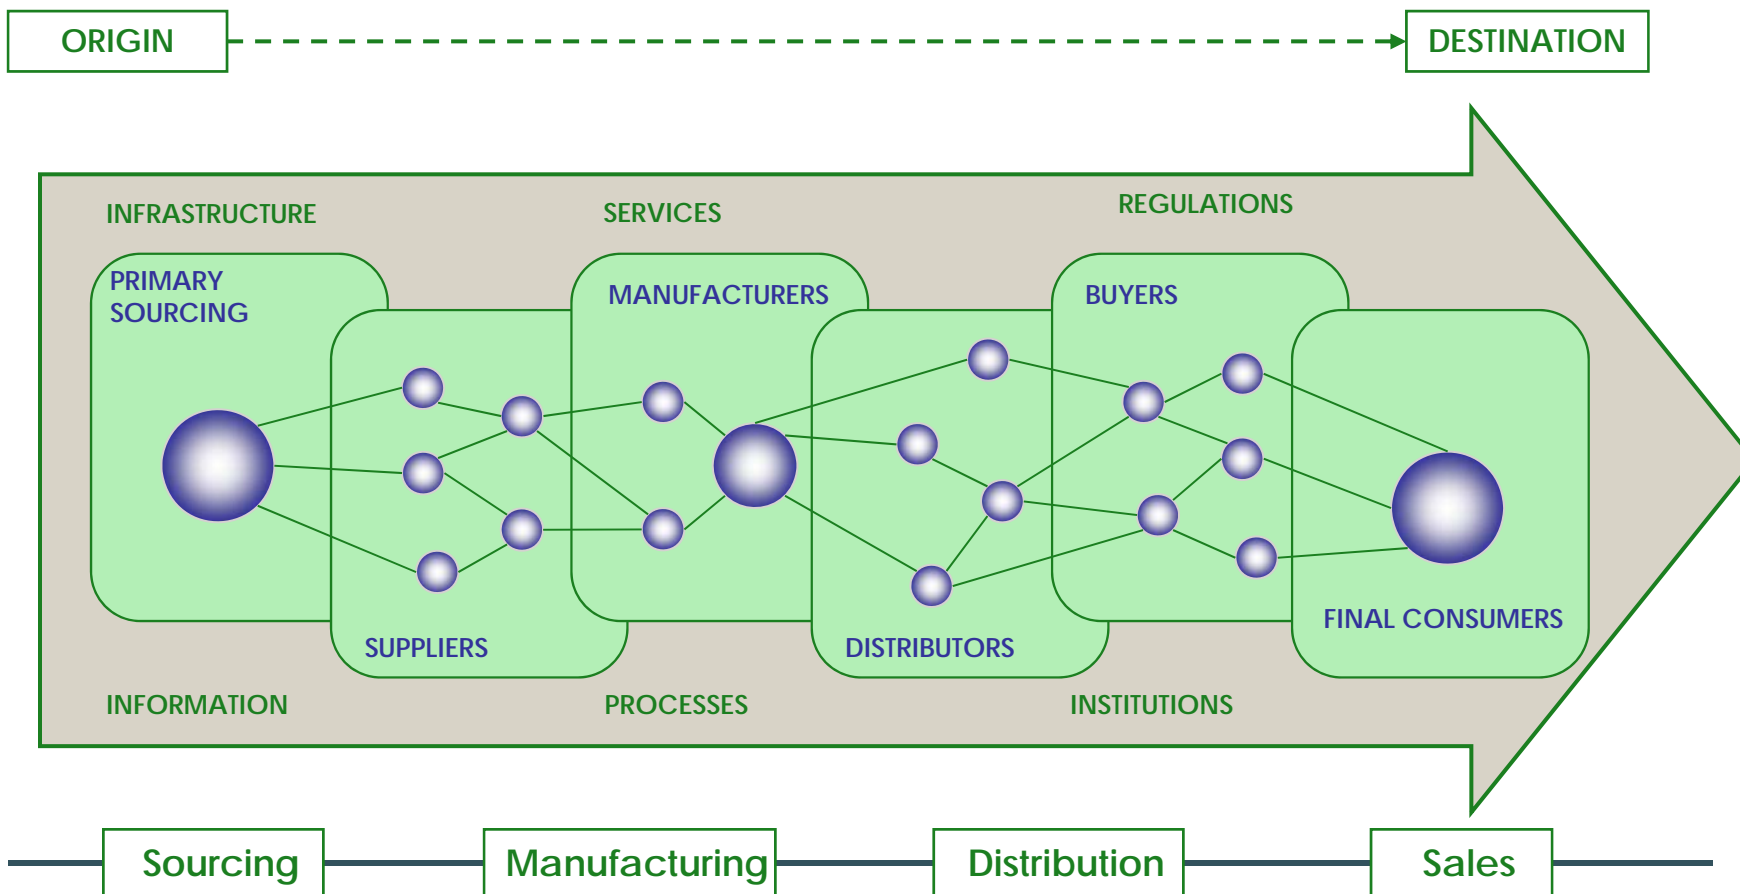 ORIGIN
DESTINATION
INFRASTRUCTURE
SERVICES
REGULATIONS
PRIMARY
SOURCING
MANUFACTURERS
BUYERS
SUPPLIERS
DISTRIBUTORS
FINAL CONSUMERS
INFORMATION
PROCESSES
INSTITUTIONS
Sourcing
Manufacturing
Distribution
Sales